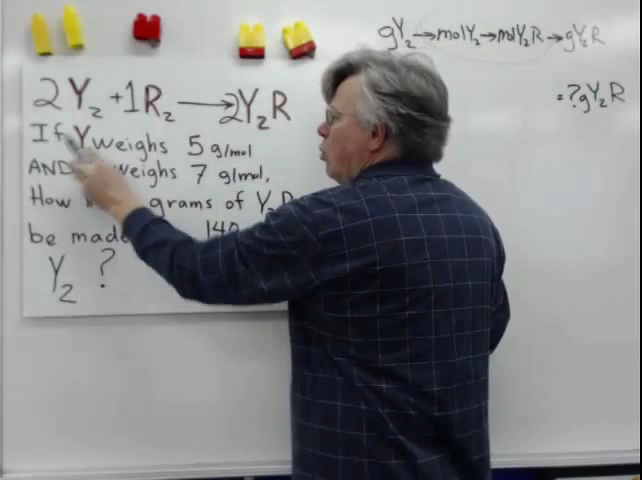 gY₂→molY₂→molY₂R→gY₂R
=?gY₂R
2Y₂+1R₂→2Y₂R
If Y weighs 5 g/mol
AND weighs 7 g/mol,
How grams of Y₂R
be made 140
Y₂ ?